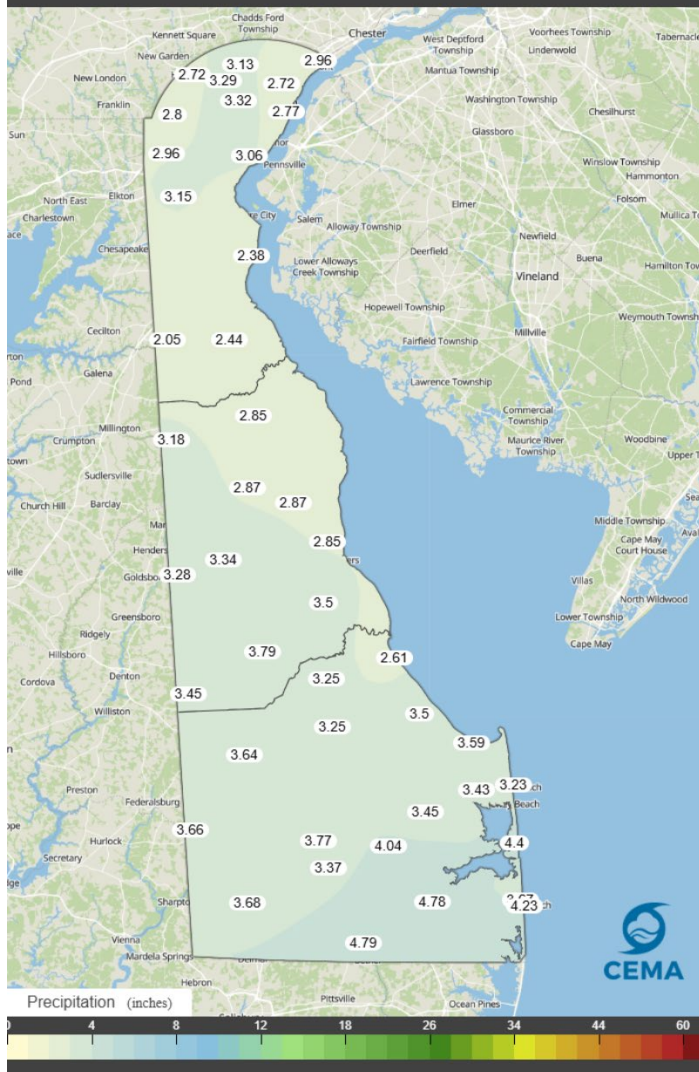 Chadds Ford
Township
Kennett Square
Chester
West Deptford
Township
Voorhees Township
Lindenwold
Tabernacle
New Garden
3.13
2.96
Mantua Township
2.72
3.29
2.72
New London
3.32
Washington Township
Franklin
2.8
2.77
Chesilhurst
Glassboro
Sun
2.96
3.06
Pennsville
Winslow Township
Hammonton
North East
Elkton
3.15
Folsom
Elmer
Charlestown
Salem
Alloway Township
Newfield
Mullica
Chesapeake
2.38
Deerfield
Buena
Lower Alloways
Creek Township
Hamilton
Vineland
Hopewell Township
Weymouth Township
Cecilton
2.05
2.44
Fairfield Township
Millville
Galena
Pond
Lawrence Township
2.85
Commercial
Township
Millington
3.18
Crumpton
Maurice River
Township
Woodbine
Sudlersville
Upper
2.87
Church Hill
Barclay
2.87
Middle Township
2.85
Cape May
Court House
3.34
3.28
Villas
3.5
North Wildwood
Greensboro
Lower Township
Ridgely
Cape May
Hillsboro
3.79
2.61
Denton
3.25
Cordova
3.45
Williston
3.5
3.25
3.59
3.64
3.23
Preston
3.43
Federalsburg
Beach
3.45
3.66
Hurlock
3.77
4.04
4.4
Secretary
3.37
3.68
4.78
4.23
Vienna
4.79
Mardela Springs
CEMA
Hebron
Pittsville
Ocean Pines
Precipitation (inches)
0 4 8 12 18 26 34 44 60